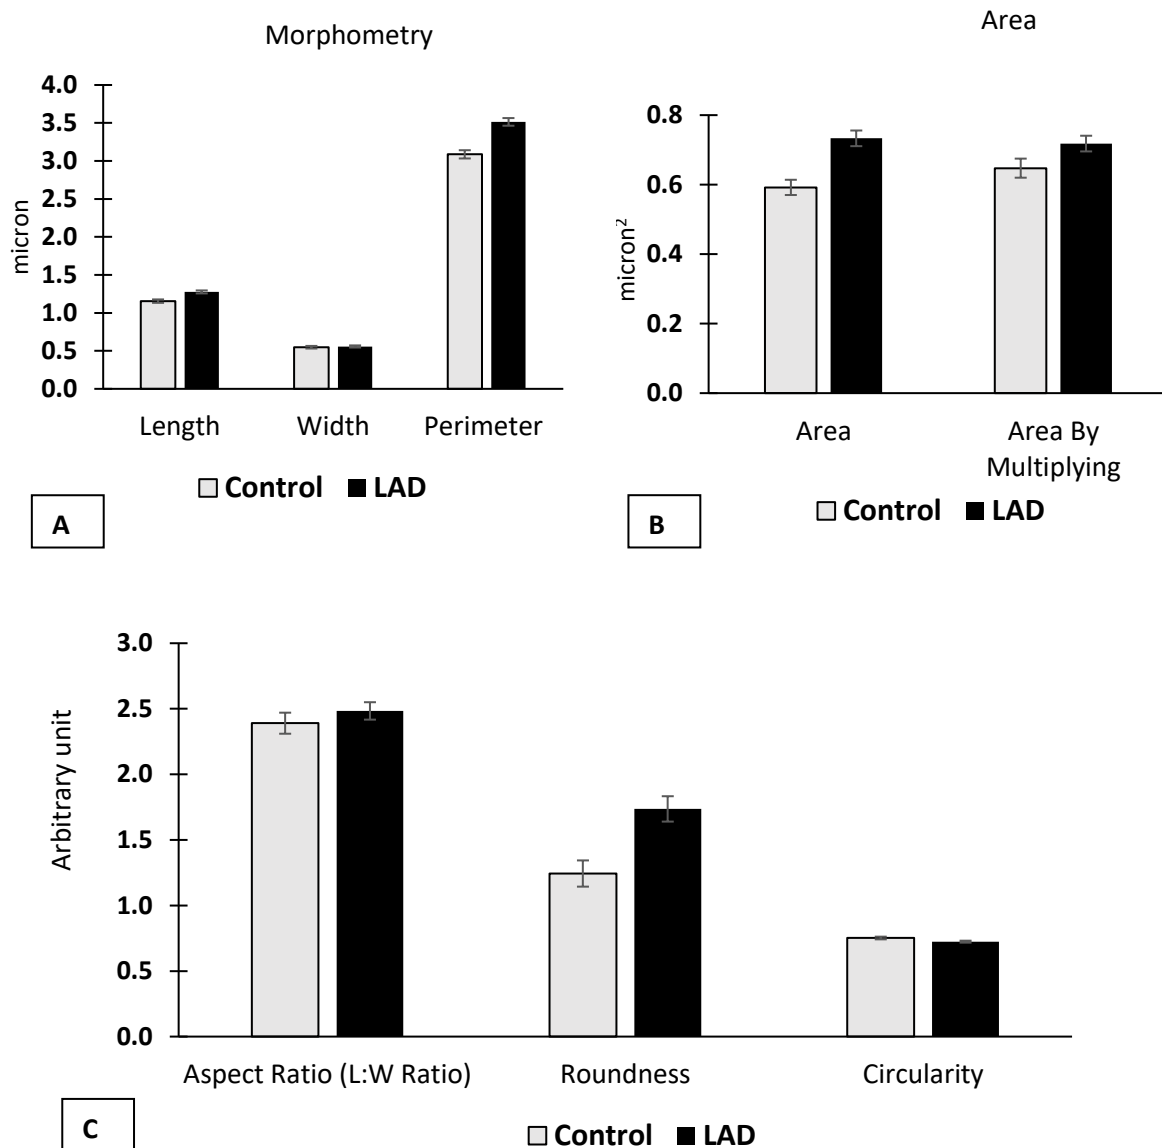 Morphometry
micron
4.0
3.5
3.0
2.5
2.0
1.5
1.0
0.5
0.0
Length Width Perimeter
Control LAD
A
Area
micron²
0.8
0.6
0.4
0.2
0.0
Area Area By
Multiplying
Control LAD
B
Arbitrary unit
3.0
2.5
2.0
1.5
1.0
0.5
0.0
Aspect Ratio (L:W Ratio) Roundness Circularity
Control LAD
C